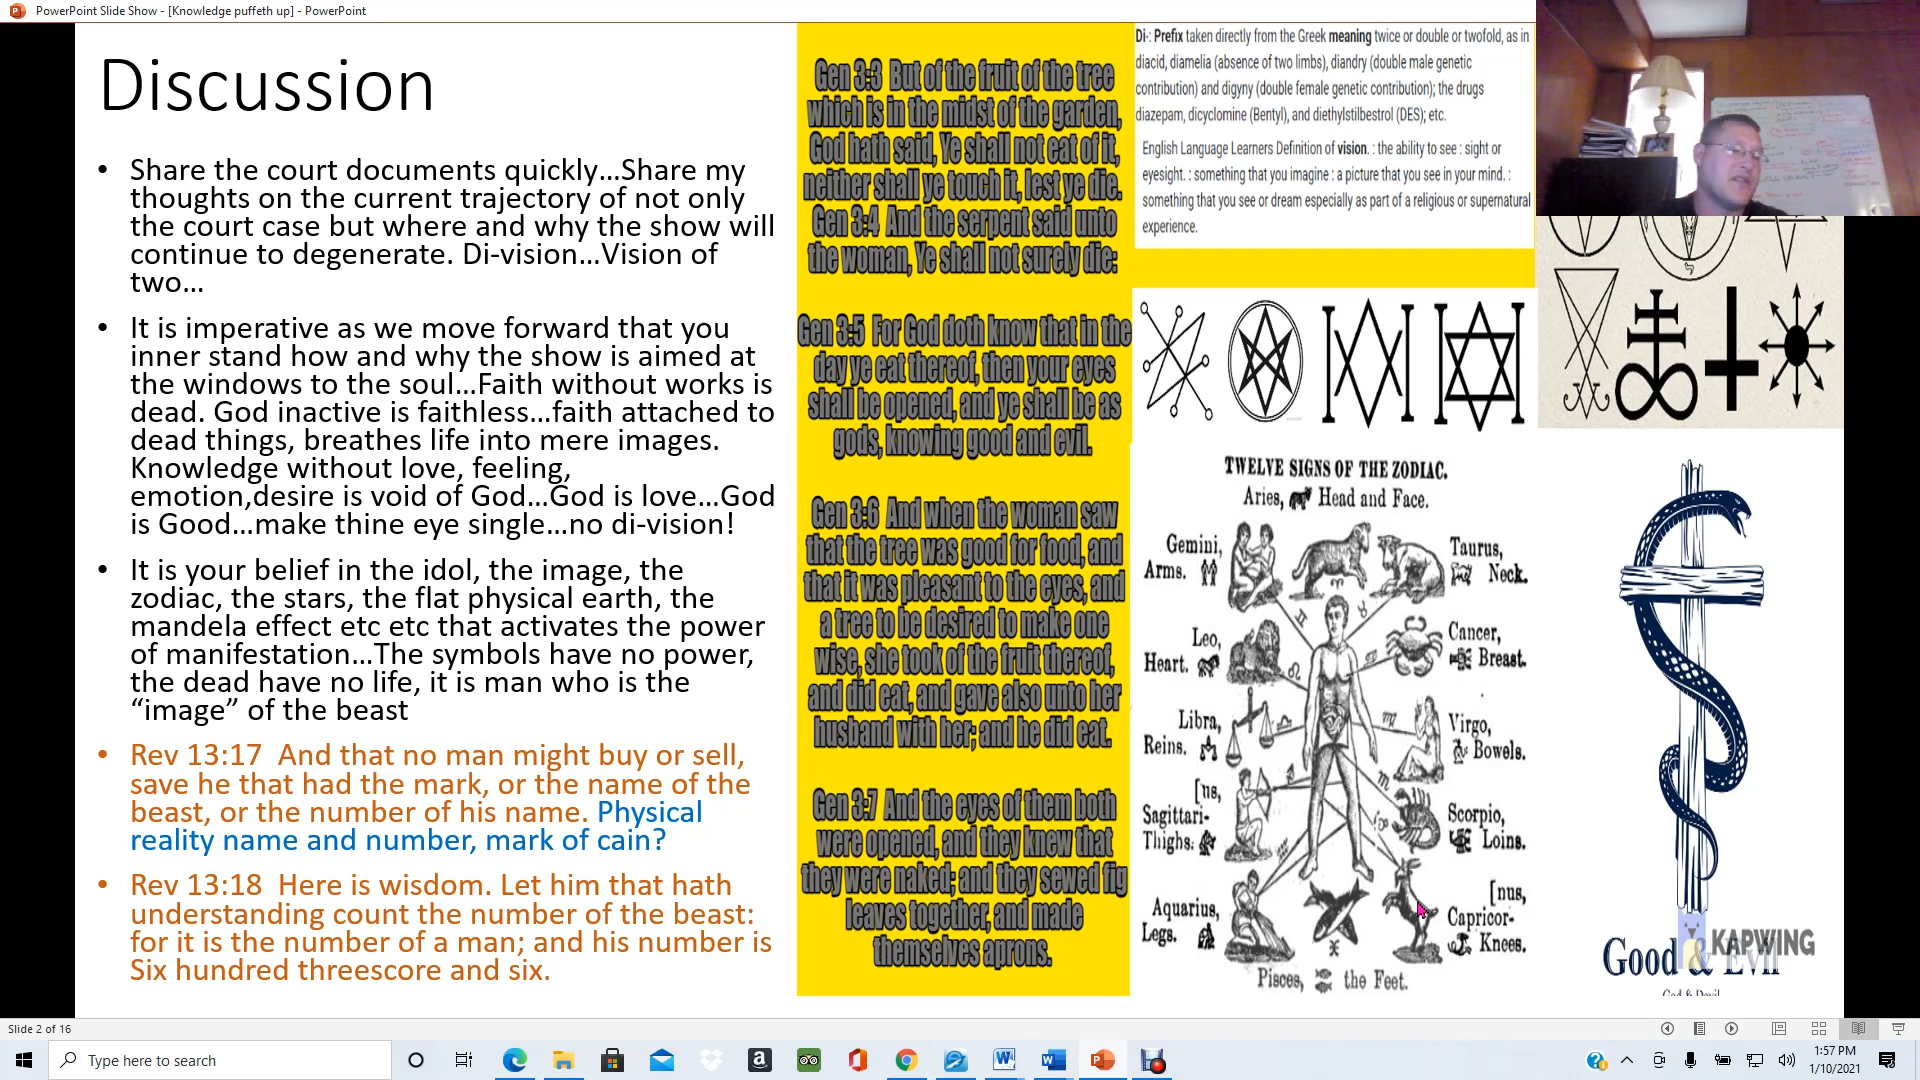 PowerPoint Slide Show - [Knowledge puffeth up] - PowerPoint
Discussion
• Share the court documents quickly...Share my
thoughts on the current trajectory of not only
the court case but where and why the show will
continue to degenerate. Di-vision...Vision of
two...
• It is imperative as we move forward that you
inner stand how and why the show is aimed at
the windows to the soul...Faith without works is
dead. God inactive is faithless...faith attached to
dead things, breathes life into mere images.
Knowledge without love, feeling,
emotion,desire is void of God...God is love...God
is Good...make thine eye single...no di-vision!
• It is your belief in the idol, the image, the
zodiac, the stars, the flat physical earth, the
mandela effect etc etc that activates the power
of manifestation...The symbols have no power,
the dead have no life, it is man who is the
“image” of the beast
• Rev 13:17  And that no man might buy or sell,
save he that had the mark, or the name of the
beast, or the number of his name. Physical
reality name and number, mark of cain?
• Rev 13:18  Here is wisdom. Let him that hath
understanding count the number of the beast:
for it is the number of a man; and his number is
Six hundred threescore and six.
Gen 3:3  But of the fruit of the tree
which is in the midst of the garden,
God hath said, Ye shall not eat of it,
neither shall ye touch it, lest ye die.
Gen 3:4  And the serpent said unto
the woman, Ye shall not surely die:
Gen 3:5  For God doth know that in the
day ye eat thereof, then your eyes
shall be opened, and ye shall be as
gods, knowing good and evil.
Gen 3:6  And when the woman saw
that the tree was good for food, and
that it was pleasant to the eyes, and
a tree to be desired to make one
wise, she took of the fruit thereof,
and did eat, and gave also unto her
husband with her; and he did eat.
Gen 3:7  And the eyes of them both
were opened, and they knew that
they were naked; and they sewed fig
leaves together, and made
themselves aprons.
Di-: Prefix taken directly from the Greek meaning twice or double or twofold, as in
diacid, diamelia (absence of two limbs), diandry (double male genetic
contribution) and digyny (double female genetic contribution); the drugs
diazepam, dicyclomine (Bentyl), and diethylstilbestrol (DES); etc.
English Language Learners Definition of vision. : the ability to see : sight or
eyesight. : something that you imagine : a picture that you see in your mind. :
something that you see or dream especially as part of a religious or supernatural
experience.
TWELVE SIGNS OF THE ZODIAC.
Aries, Head and Face.
Gemini,
Arms.
Taurus,
Neck.
Leo,
Heart.
Cancer,
Breast.
Libra,
Reins.
Virgo,
Bowels.
[us,
Sagittari-
Thighs.
Scorpio,
Loins.
Aquarius,
Legs.
[nus,
Capricor-
Knees.
Pisces, the Feet.
KAPWING
Good & Evil
God & Devil
Slide 2 of 16
Type here to search
1:57 PM
1/10/2021